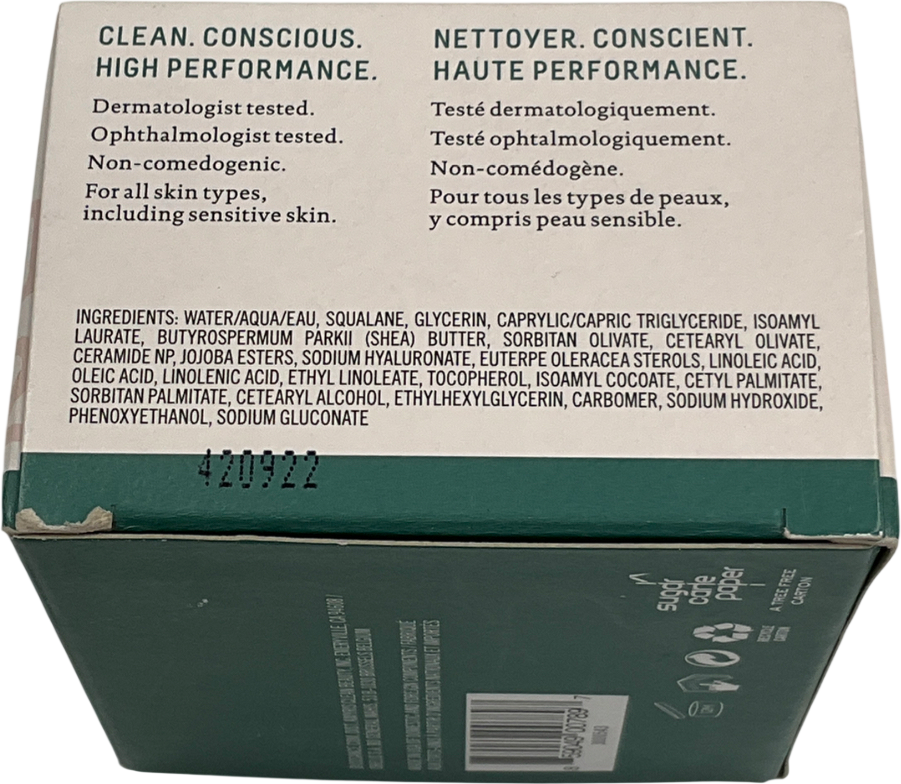 CLEAN. CONSCIOUS.
HIGH PERFORMANCE.
Dermatologist tested.
Ophthalmologist tested.
Non-comedogenic.
For all skin types,
including sensitive skin.
NETTOYER. CONSCIENT.
HAUTE PERFORMANCE.
Testé dermatologiquement.
Testé ophtalmologiquement.
Non-comédogène.
Pour tous les types de peaux,
y compris peau sensible.
INGREDIENTS: WATER/AQUA/EAU, SQUALANE, GLYCERIN, CAPRYLIC/CAPRIC TRIGLYCERIDE, ISOAMYL
LAURATE, BUTYROSPERMUM PARKII (SHEA) BUTTER, SORBITAN OLIVATE, CETEARYL OLIVATE,
CERAMIDE NP, JOJOBA ESTERS, SODIUM HYALURONATE, EUTERPE OLERACEA STEROLS, LINOLEIC ACID,
OLEIC ACID, LINOLENIC ACID, ETHYL LINOLEATE, TOCOPHEROL, ISOAMYL COCOATE, CETYL PALMITATE,
SORBITAN PALMITATE, CETEARYL ALCOHOL, ETHYLHEXYLGLYCERIN, CARBOMER, SODIUM HYDROXIDE,
PHENOXYETHANOL, SODIUM GLUCONATE
420922
sugar
cane
paper
A TREE FREE
CARTON
RECYCLE
CARTON